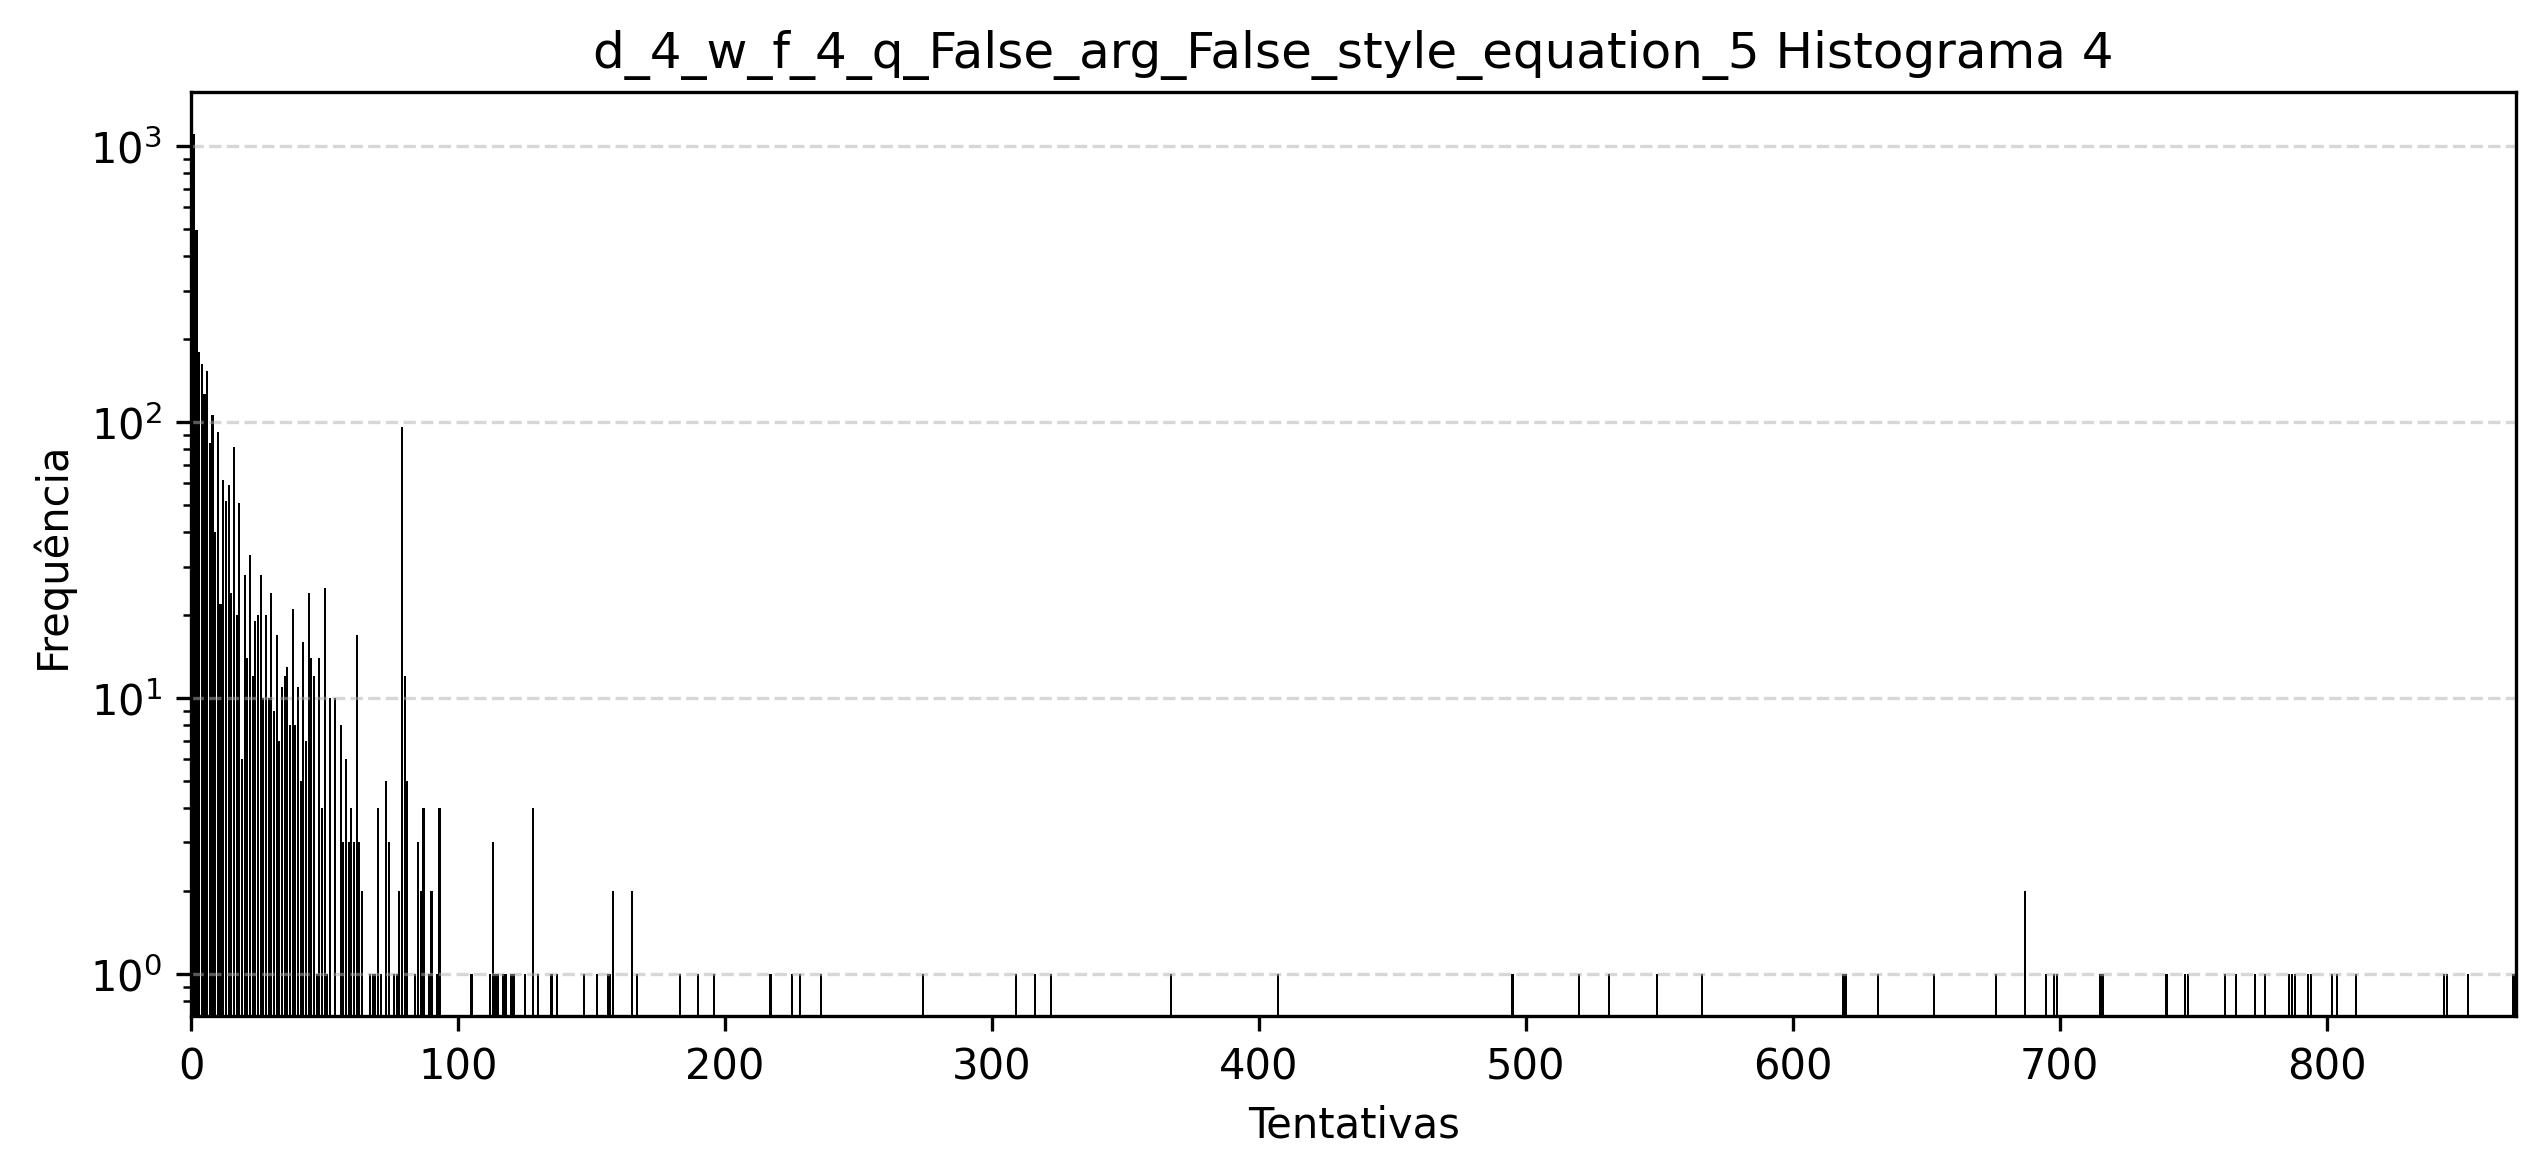 d_4_w_f_4_q_False_arg_False_style_equation_5 Histograma 4
10³
10²
10¹
10⁰
Frequência
0 100 200 300 400 500 600 700 800
Tentativas